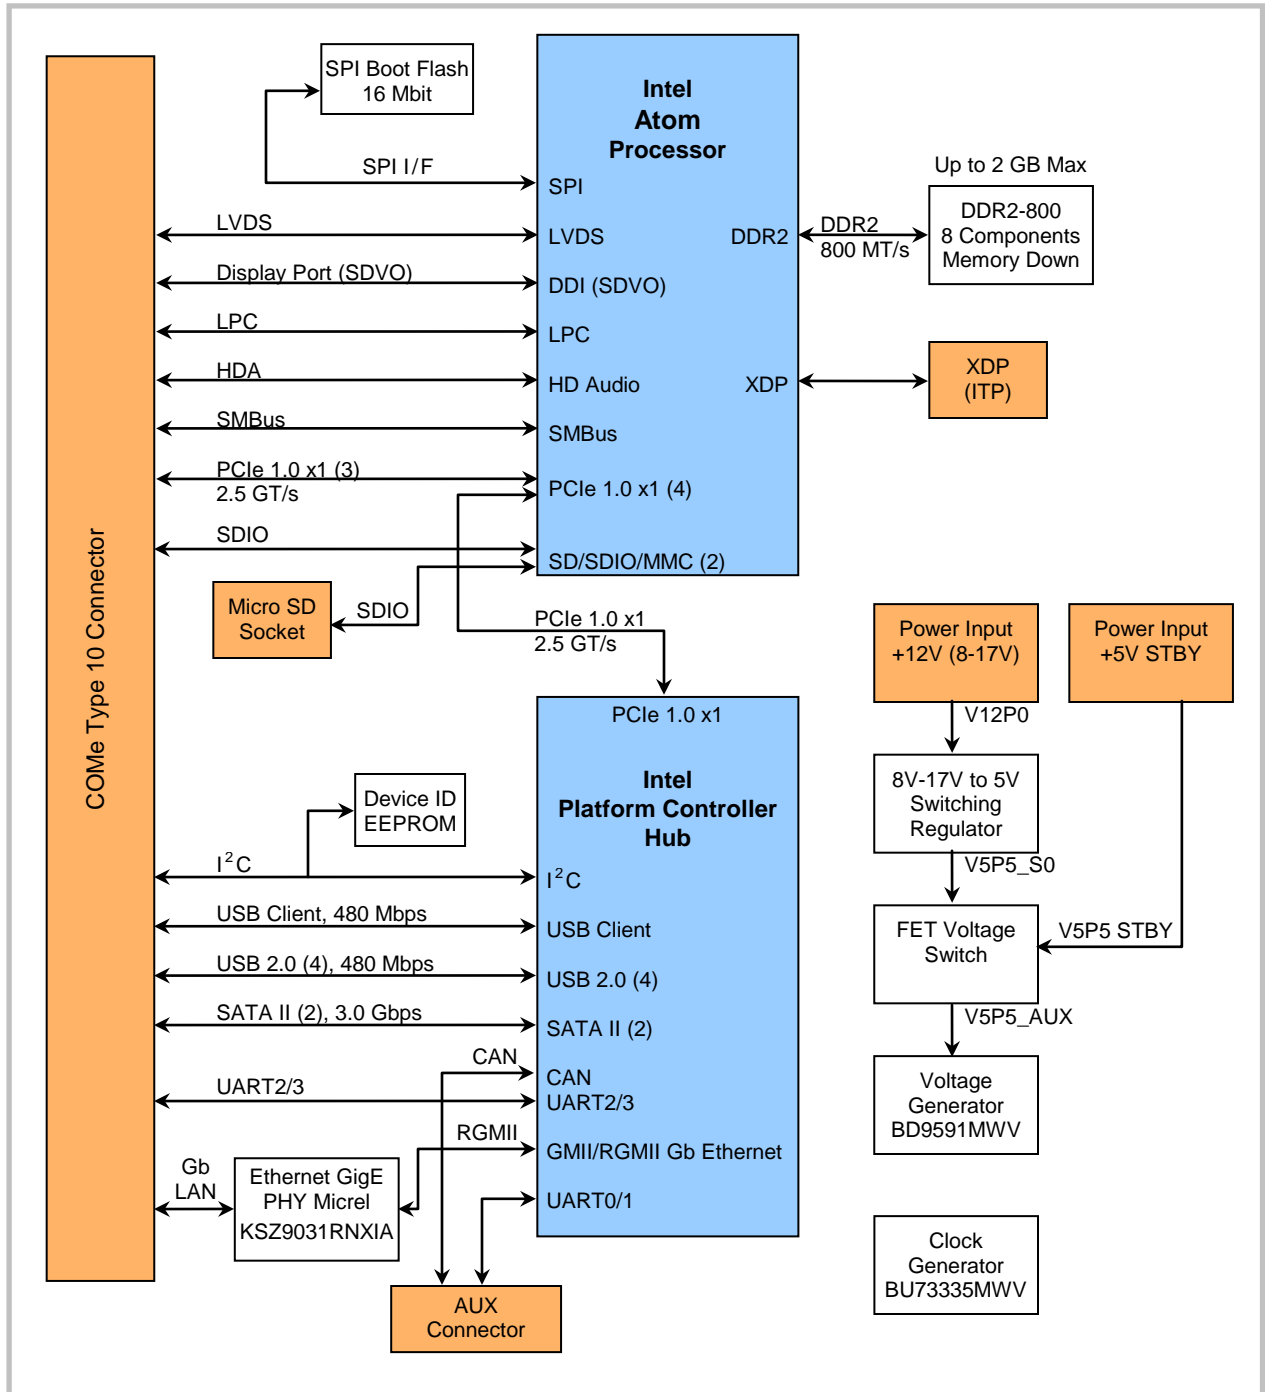 COMe Type 10 Connector
SPI Boot Flash
16 Mbit
Intel
Atom
Processor
SPI I/F
SPI
Up to 2 GB Max
LVDS
LVDS
DDR2
DDR2
800 MT/s
DDR2-800
8 Components
Memory Down
Display Port (SDVO)
DDI (SDVO)
LPC
LPC
HDA
HD Audio
XDP
XDP
(ITP)
SMBus
SMBus
PCIe 1.0 x1 (3)
2.5 GT/s
PCIe 1.0 x1 (4)
SDIO
SD/SDIO/MMC (2)
Micro SD
Socket
SDIO
PCIe 1.0 x1
2.5 GT/s
Power Input
+12V (8-17V)
Power Input
+5V STBY
PCIe 1.0 x1
V12P0
Intel
Platform Controller
Hub
8V-17V to 5V
Switching
Regulator
Device ID
EEPROM
V5P5_S0
I²C
I²C
USB Client, 480 Mbps
USB Client
FET Voltage
Switch
V5P5 STBY
USB 2.0 (4), 480 Mbps
USB 2.0 (4)
SATA II (2), 3.0 Gbps
SATA II (2)
V5P5_AUX
CAN
CAN
UART2/3
UART2/3
Voltage
Generator
BD9591MWV
RGMII
GMII/RGMII Gb Ethernet
Gb
LAN
Ethernet GigE
PHY Micrel
KSZ9031RNXIA
UART0/1
Clock
Generator
BU73335MWV
AUX
Connector